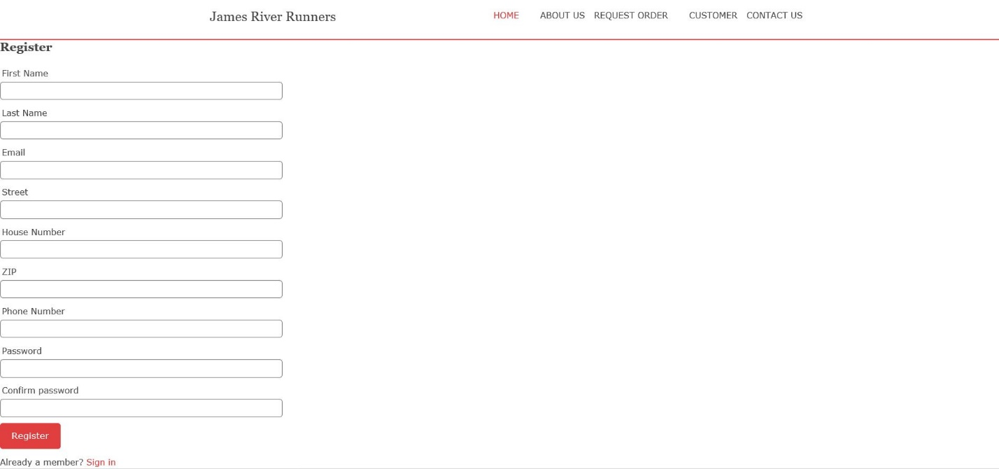 James River Runners HOME ABOUT US REQUEST ORDER CUSTOMER CONTACT US
Register
First Name
Last Name
Email
Street
House Number
ZIP
Phone Number
Password
Confirm password
Register
Already a member? Sign in